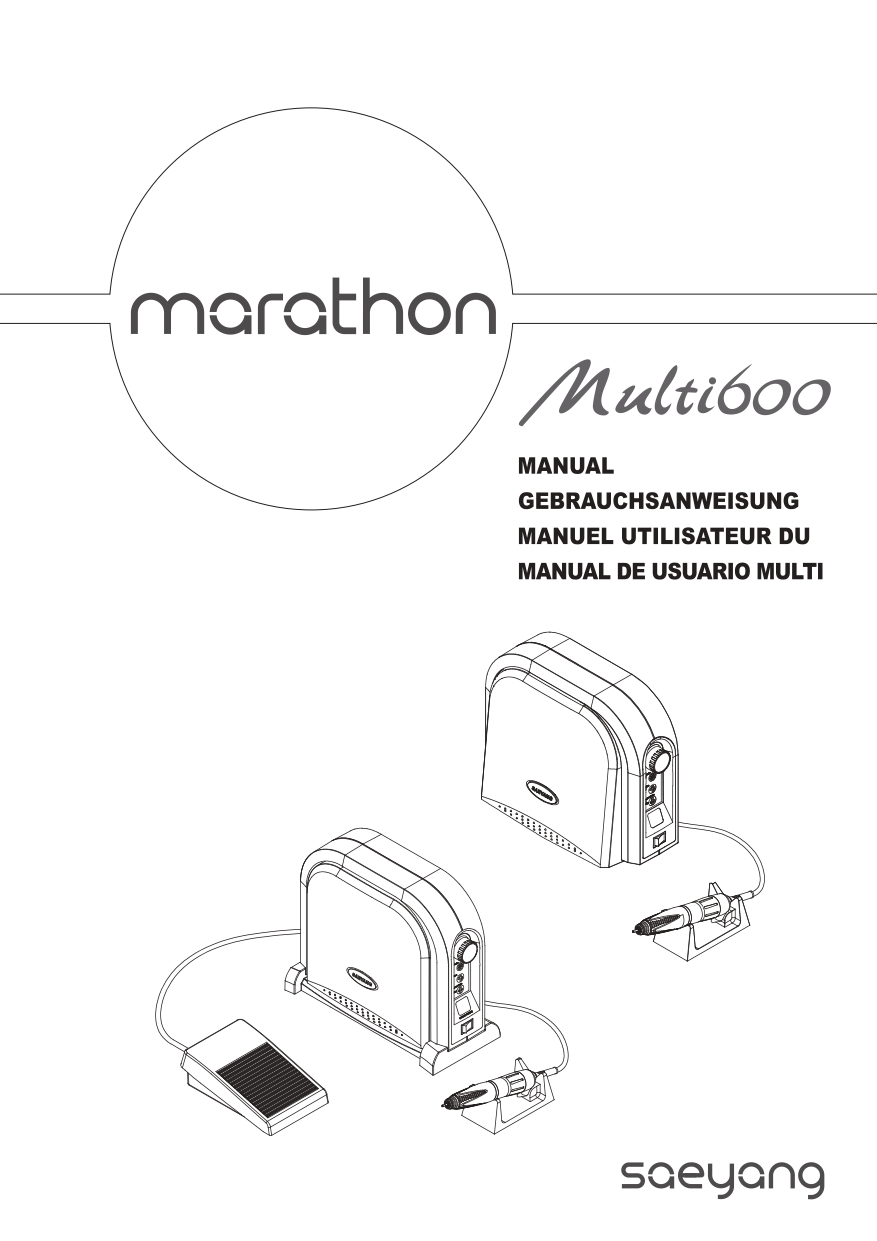 marathon
Multi600
MANUAL
GEBRAUCHSANWEISUNG
MANUEL UTILISATEUR DU
MANUAL DE USUARIO MULTI
saeyang